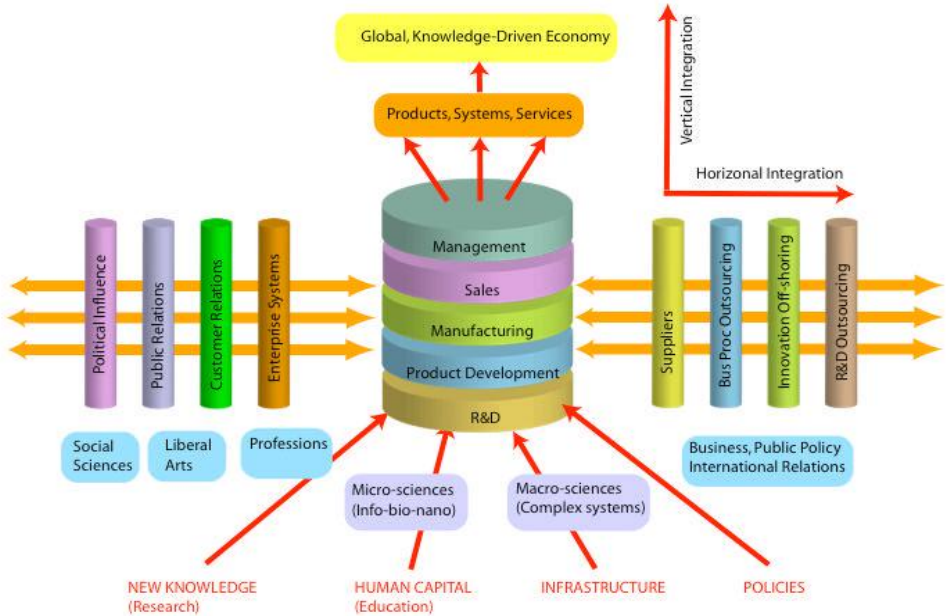 Global, Knowledge-Driven Economy
Products, Systems, Services
Vertical Integration
Horizonal Integration
Management
Sales
Manufacturing
Product Development
R&D
Political Influence
Public Relations
Customer Relations
Enterprise Systems
Suppliers
Bus Proc Outsourcing
Innovation Off-shoring
R&D Outsourcing
Social
Sciences
Liberal
Arts
Professions
Business, Public Policy
International Relations
Micro-sciences
(Info-bio-nano)
Macro-sciences
(Complex systems)
NEW KNOWLEDGE
(Research)
HUMAN CAPITAL
(Education)
INFRASTRUCTURE
POLICIES